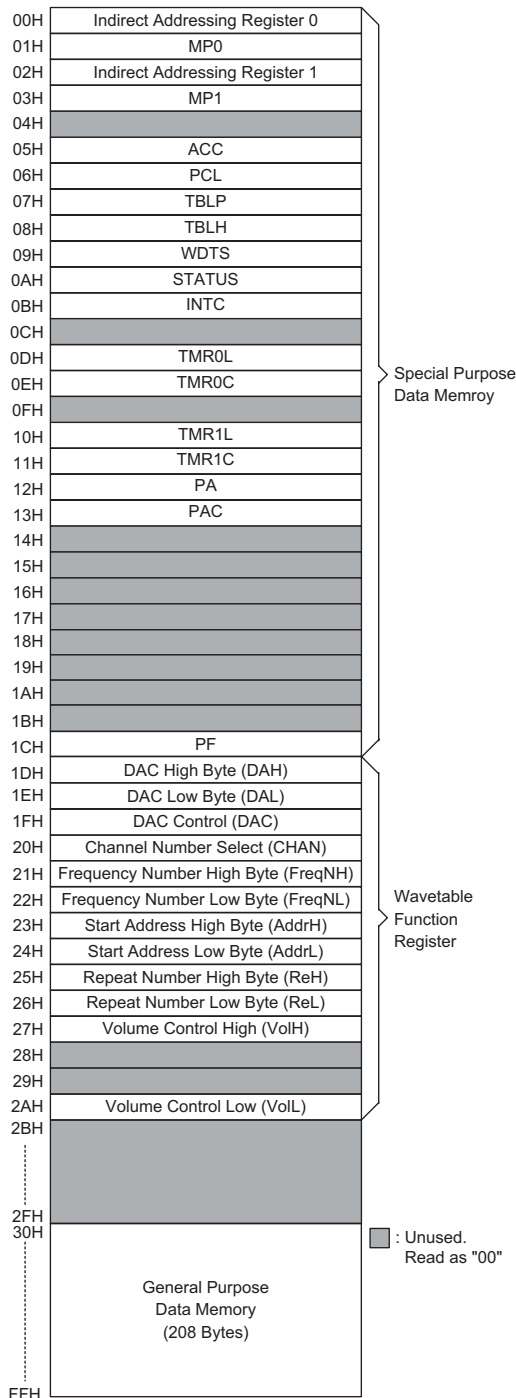 00H Indirect Addressing Register 0
01H MP0
02H Indirect Addressing Register 1
03H MP1
04H
05H ACC
06H PCL
07H TBLP
08H TBLH
09H WDTS
0AH STATUS
0BH INTC
0CH
0DH TMR0L
0EH TMR0C
0FH
10H TMR1L
11H TMR1C
12H PA
13H PAC
14H
15H
16H
17H
18H
19H
1AH
1BH
1CH PF
Special Purpose
Data Memroy
1DH DAC High Byte (DAH)
1EH DAC Low Byte (DAL)
1FH DAC Control (DAC)
20H Channel Number Select (CHAN)
21H Frequency Number High Byte (FreqNH)
22H Frequency Number Low Byte (FreqNL)
23H Start Address High Byte (AddrH)
24H Start Address Low Byte (AddrL)
25H Repeat Number High Byte (ReH)
26H Repeat Number Low Byte (ReL)
27H Volume Control High (VolH)
28H
29H
2AH Volume Control Low (VolL)
Wavetable
Function
Register
2BH
2FH
30H
General Purpose
Data Memory
(208 Bytes)
FFH
: Unused.
Read as "00"